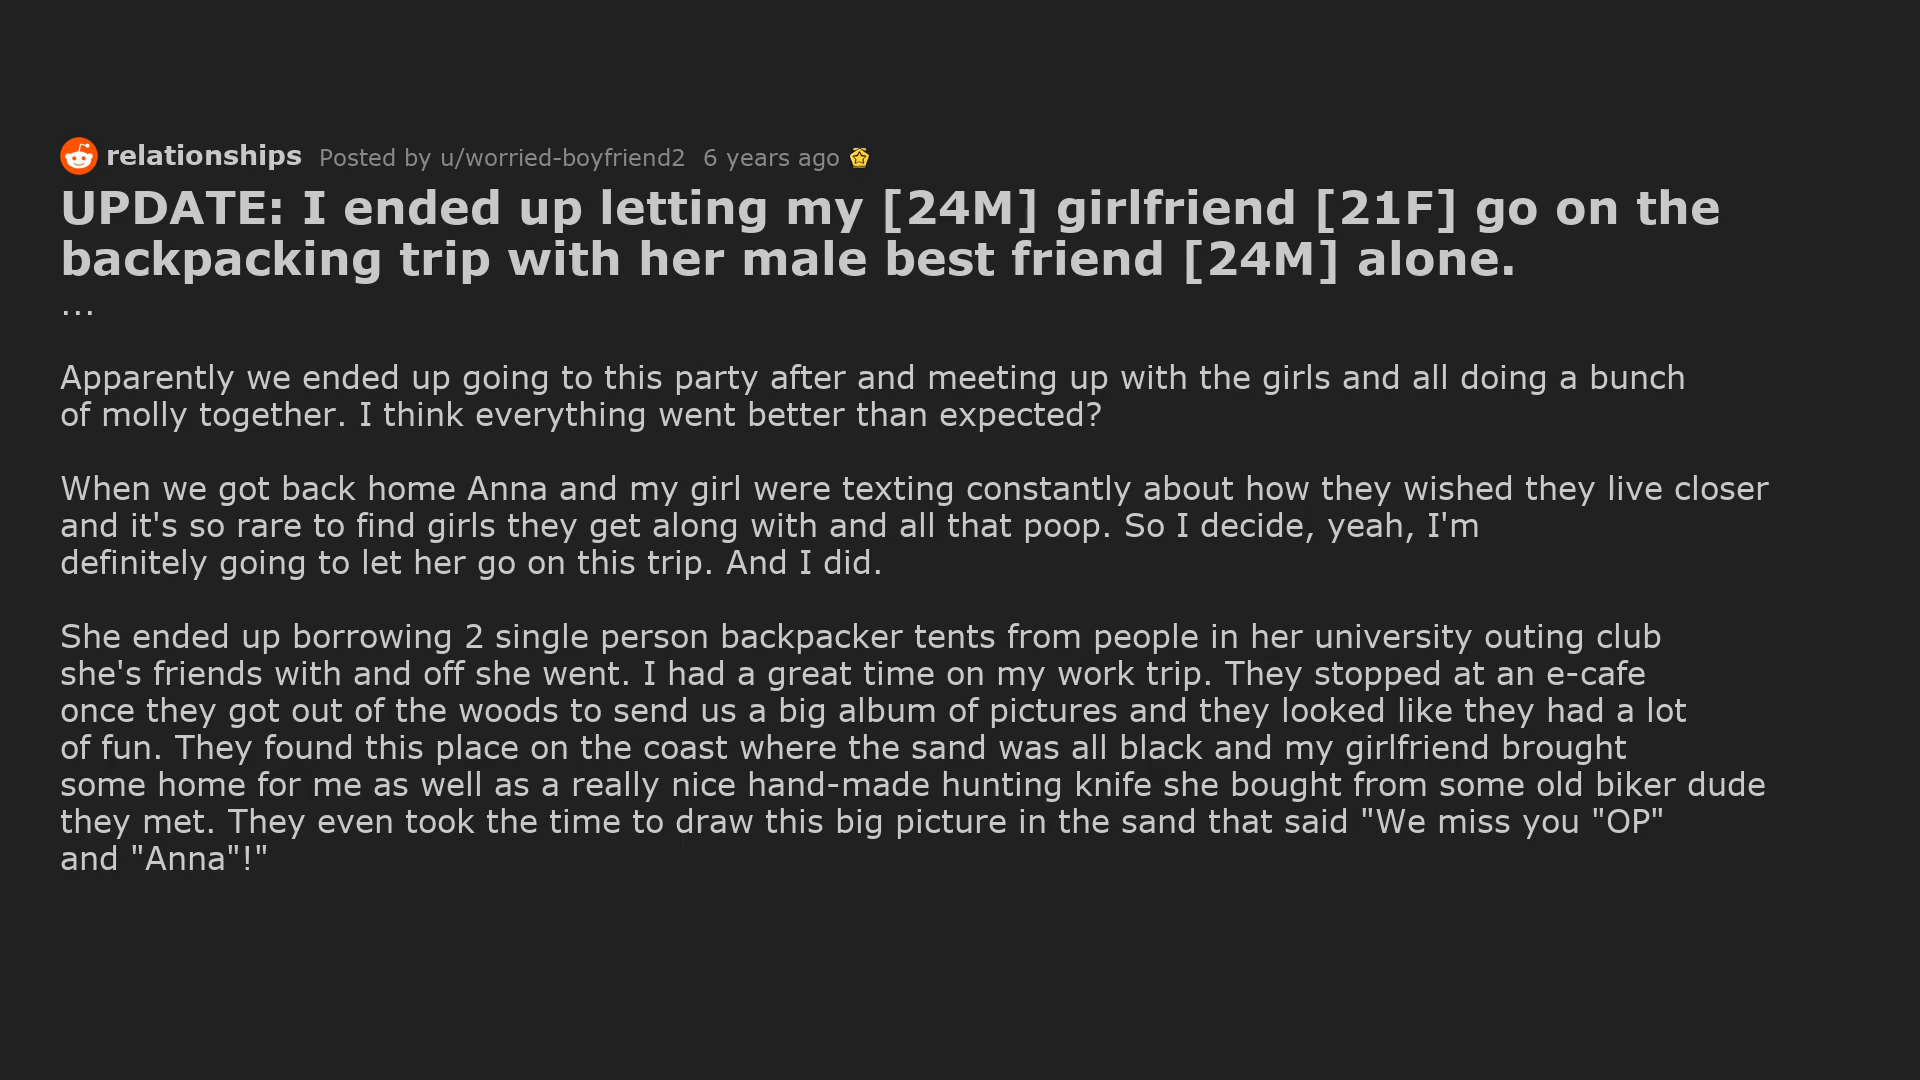 relationships Posted by u/worried-boyfriend2 6 years ago
UPDATE: I ended up letting my [24M] girlfriend [21F] go on the
backpacking trip with her male best friend [24M] alone.
...
Apparently we ended up going to this party after and meeting up with the girls and all doing a bunch
of molly together. I think everything went better than expected?
When we got back home Anna and my girl were texting constantly about how they wished they live closer
and it's so rare to find girls they get along with and all that poop. So I decide, yeah, I'm
definitely going to let her go on this trip. And I did.
She ended up borrowing 2 single person backpacker tents from people in her university outing club
she's friends with and off she went. I had a great time on my work trip. They stopped at an e-cafe
once they got out of the woods to send us a big album of pictures and they looked like they had a lot
of fun. They found this place on the coast where the sand was all black and my girlfriend brought
some home for me as well as a really nice hand-made hunting knife she bought from some old biker dude
they met. They even took the time to draw this big picture in the sand that said "We miss you "OP"
and "Anna"!"